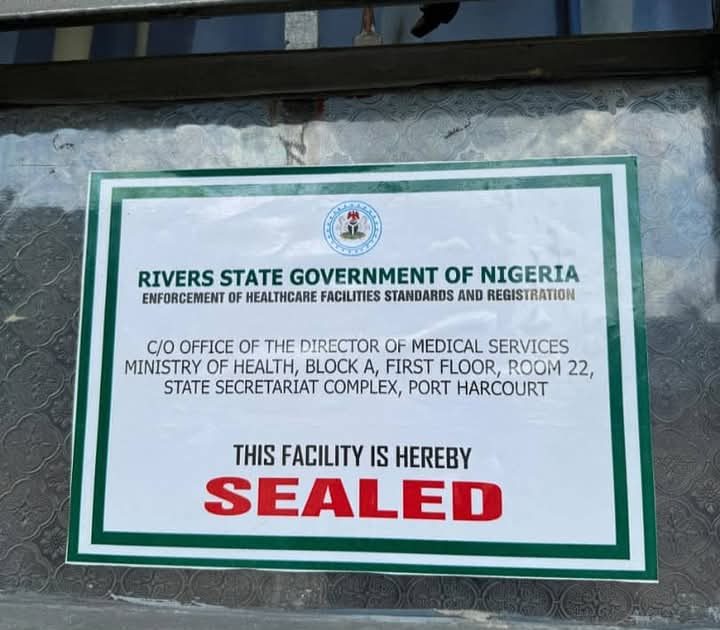 RIVERS STATE GOVERNMENT OF NIGERIA
ENFORCEMENT OF HEALTHCARE FACILITIES STANDARDS AND REGISTRATION
C/O OFFICE OF THE DIRECTOR OF MEDICAL SERVICES
MINISTRY OF HEALTH, BLOCK A, FIRST FLOOR, ROOM 22,
STATE SECRETARIAT COMPLEX, PORT HARCOURT
THIS FACILITY IS HEREBY
SEALED